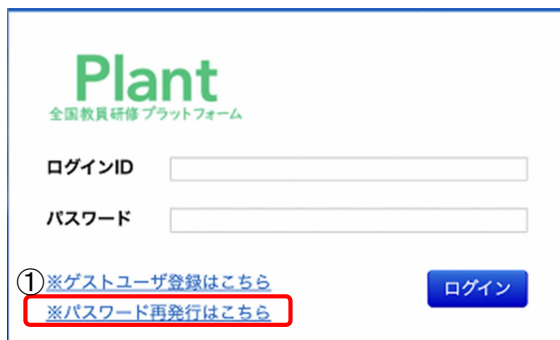 Plant
全国教員研修プラットフォーム
ログインID
パスワード
①※ゲストユーザ登録はこちら
ログイン
※パスワード再発行はこちら